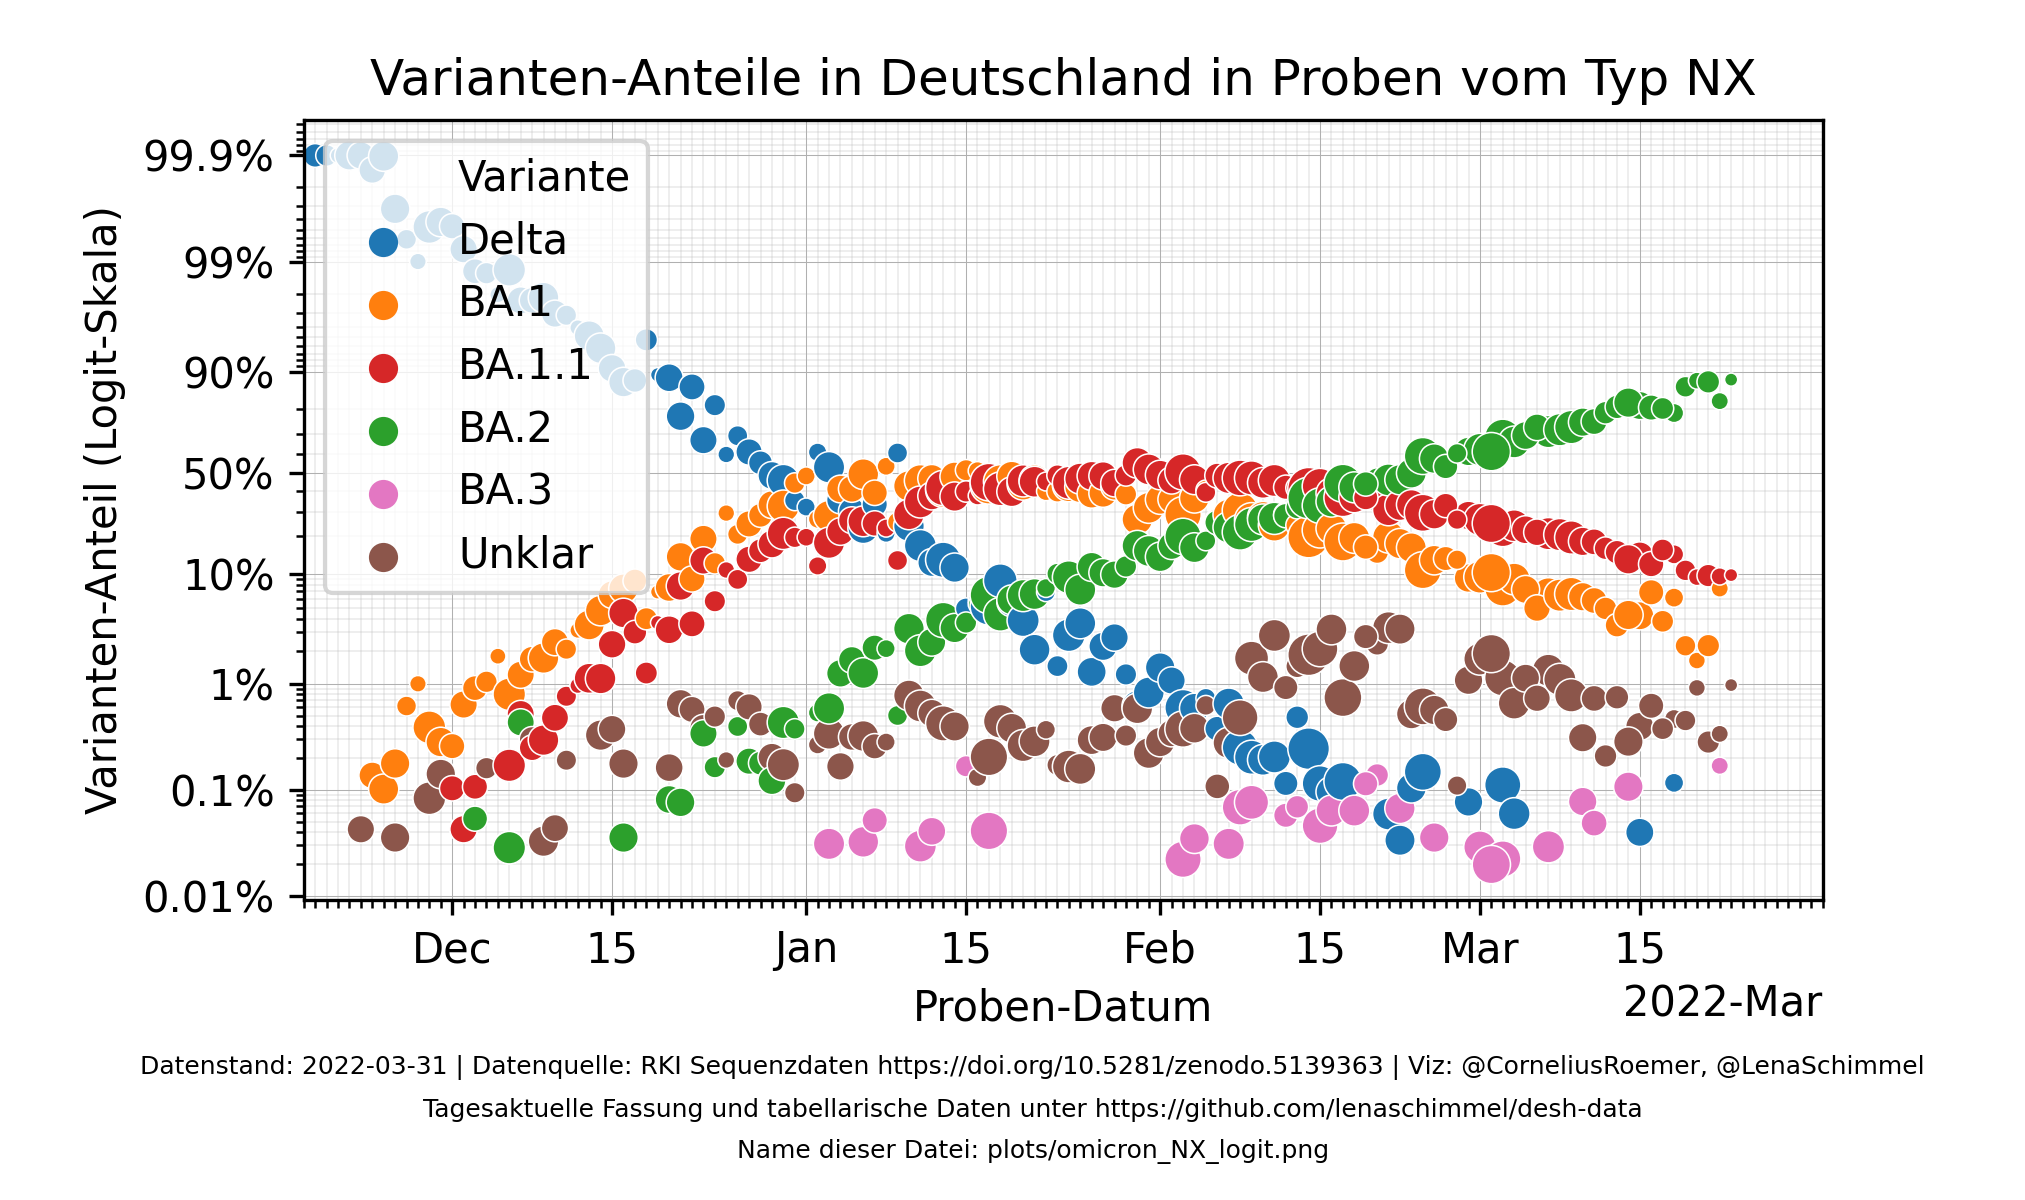 Varianten-Anteile in Deutschland in Proben vom Typ NX
Varianten-Anteil (Logit-Skala)
99.9%
99%
90%
50%
10%
1%
0.1%
0.01%
Variante
Delta
BA.1
BA.1.1
BA.2
BA.3
Unklar
Dec 15 Jan 15 Feb 15 Mar 15
Proben-Datum
2022-Mar
Datenstand: 2022-03-31 | Datenquelle: RKI Sequenzdaten https://doi.org/10.5281/zenodo.5139363 | Viz: @CorneliusRoemer, @LenaSchimmel
Tagesaktuelle Fassung und tabellarische Daten unter https://github.com/lenaschimmel/desh-data
Name dieser Datei: plots/omicron_NX_logit.png